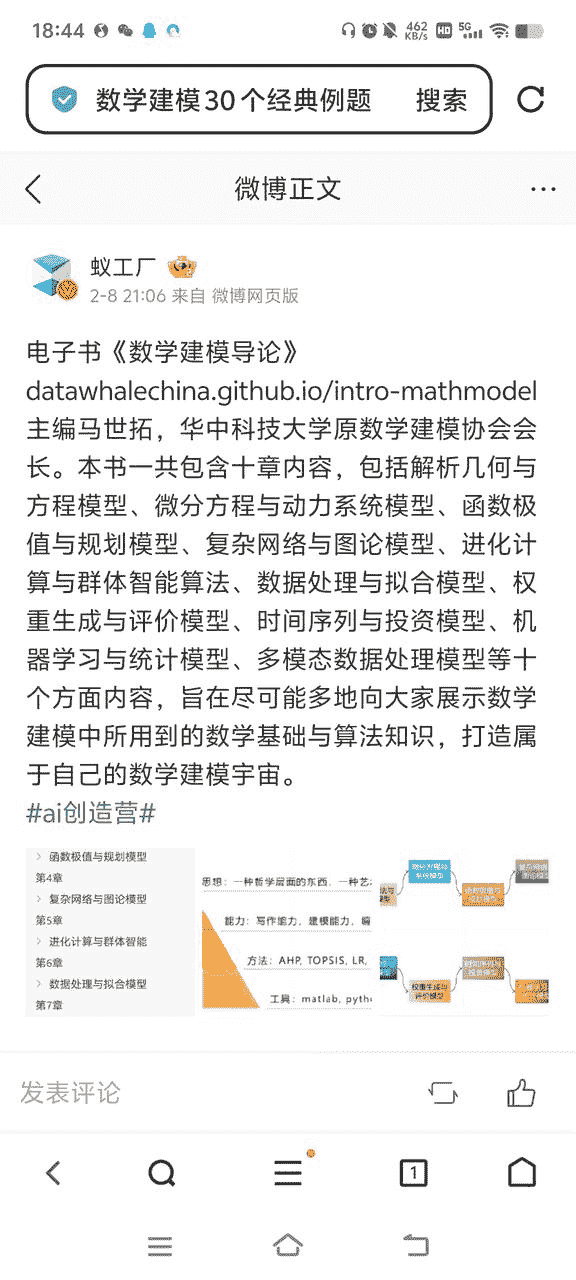 18:44
462
KB/s
HD
5G
数学建模30个经典例题
搜索
微博正文
蚁工厂
2-8 21:06 来自 微博网页版
电子书《数学建模导论》
datawhalechina.github.io/intro-mathmodel
主编马世拓，华中科技大学原数学建模协会会
长。本书一共包含十章内容，包括解析几何与
方程模型、微分方程与动力系统模型、函数极
值与规划模型、复杂网络与图论模型、进化计
算与群体智能算法、数据处理与拟合模型、权
重生成与评价模型、时间序列与投资模型、机
器学习与统计模型、多模态数据处理模型等十
个方面内容，旨在尽可能多地向大家展示数学
建模中所用到的数学基础与算法知识，打造属
于自己的数学建模宇宙。
#ai创造营#
函数极值与规划模型
第4章
复杂网络与图论模型
第5章
进化计算与群体智能
第6章
数据处理与拟合模型
第7章
思想：一种哲学层面的东西，一种艺
能力：写作能力，建模能力，编
方法：AHP, TOPSIS, LR,
工具：matlab, pyth
权重生成与
评价模型
发表评论
1